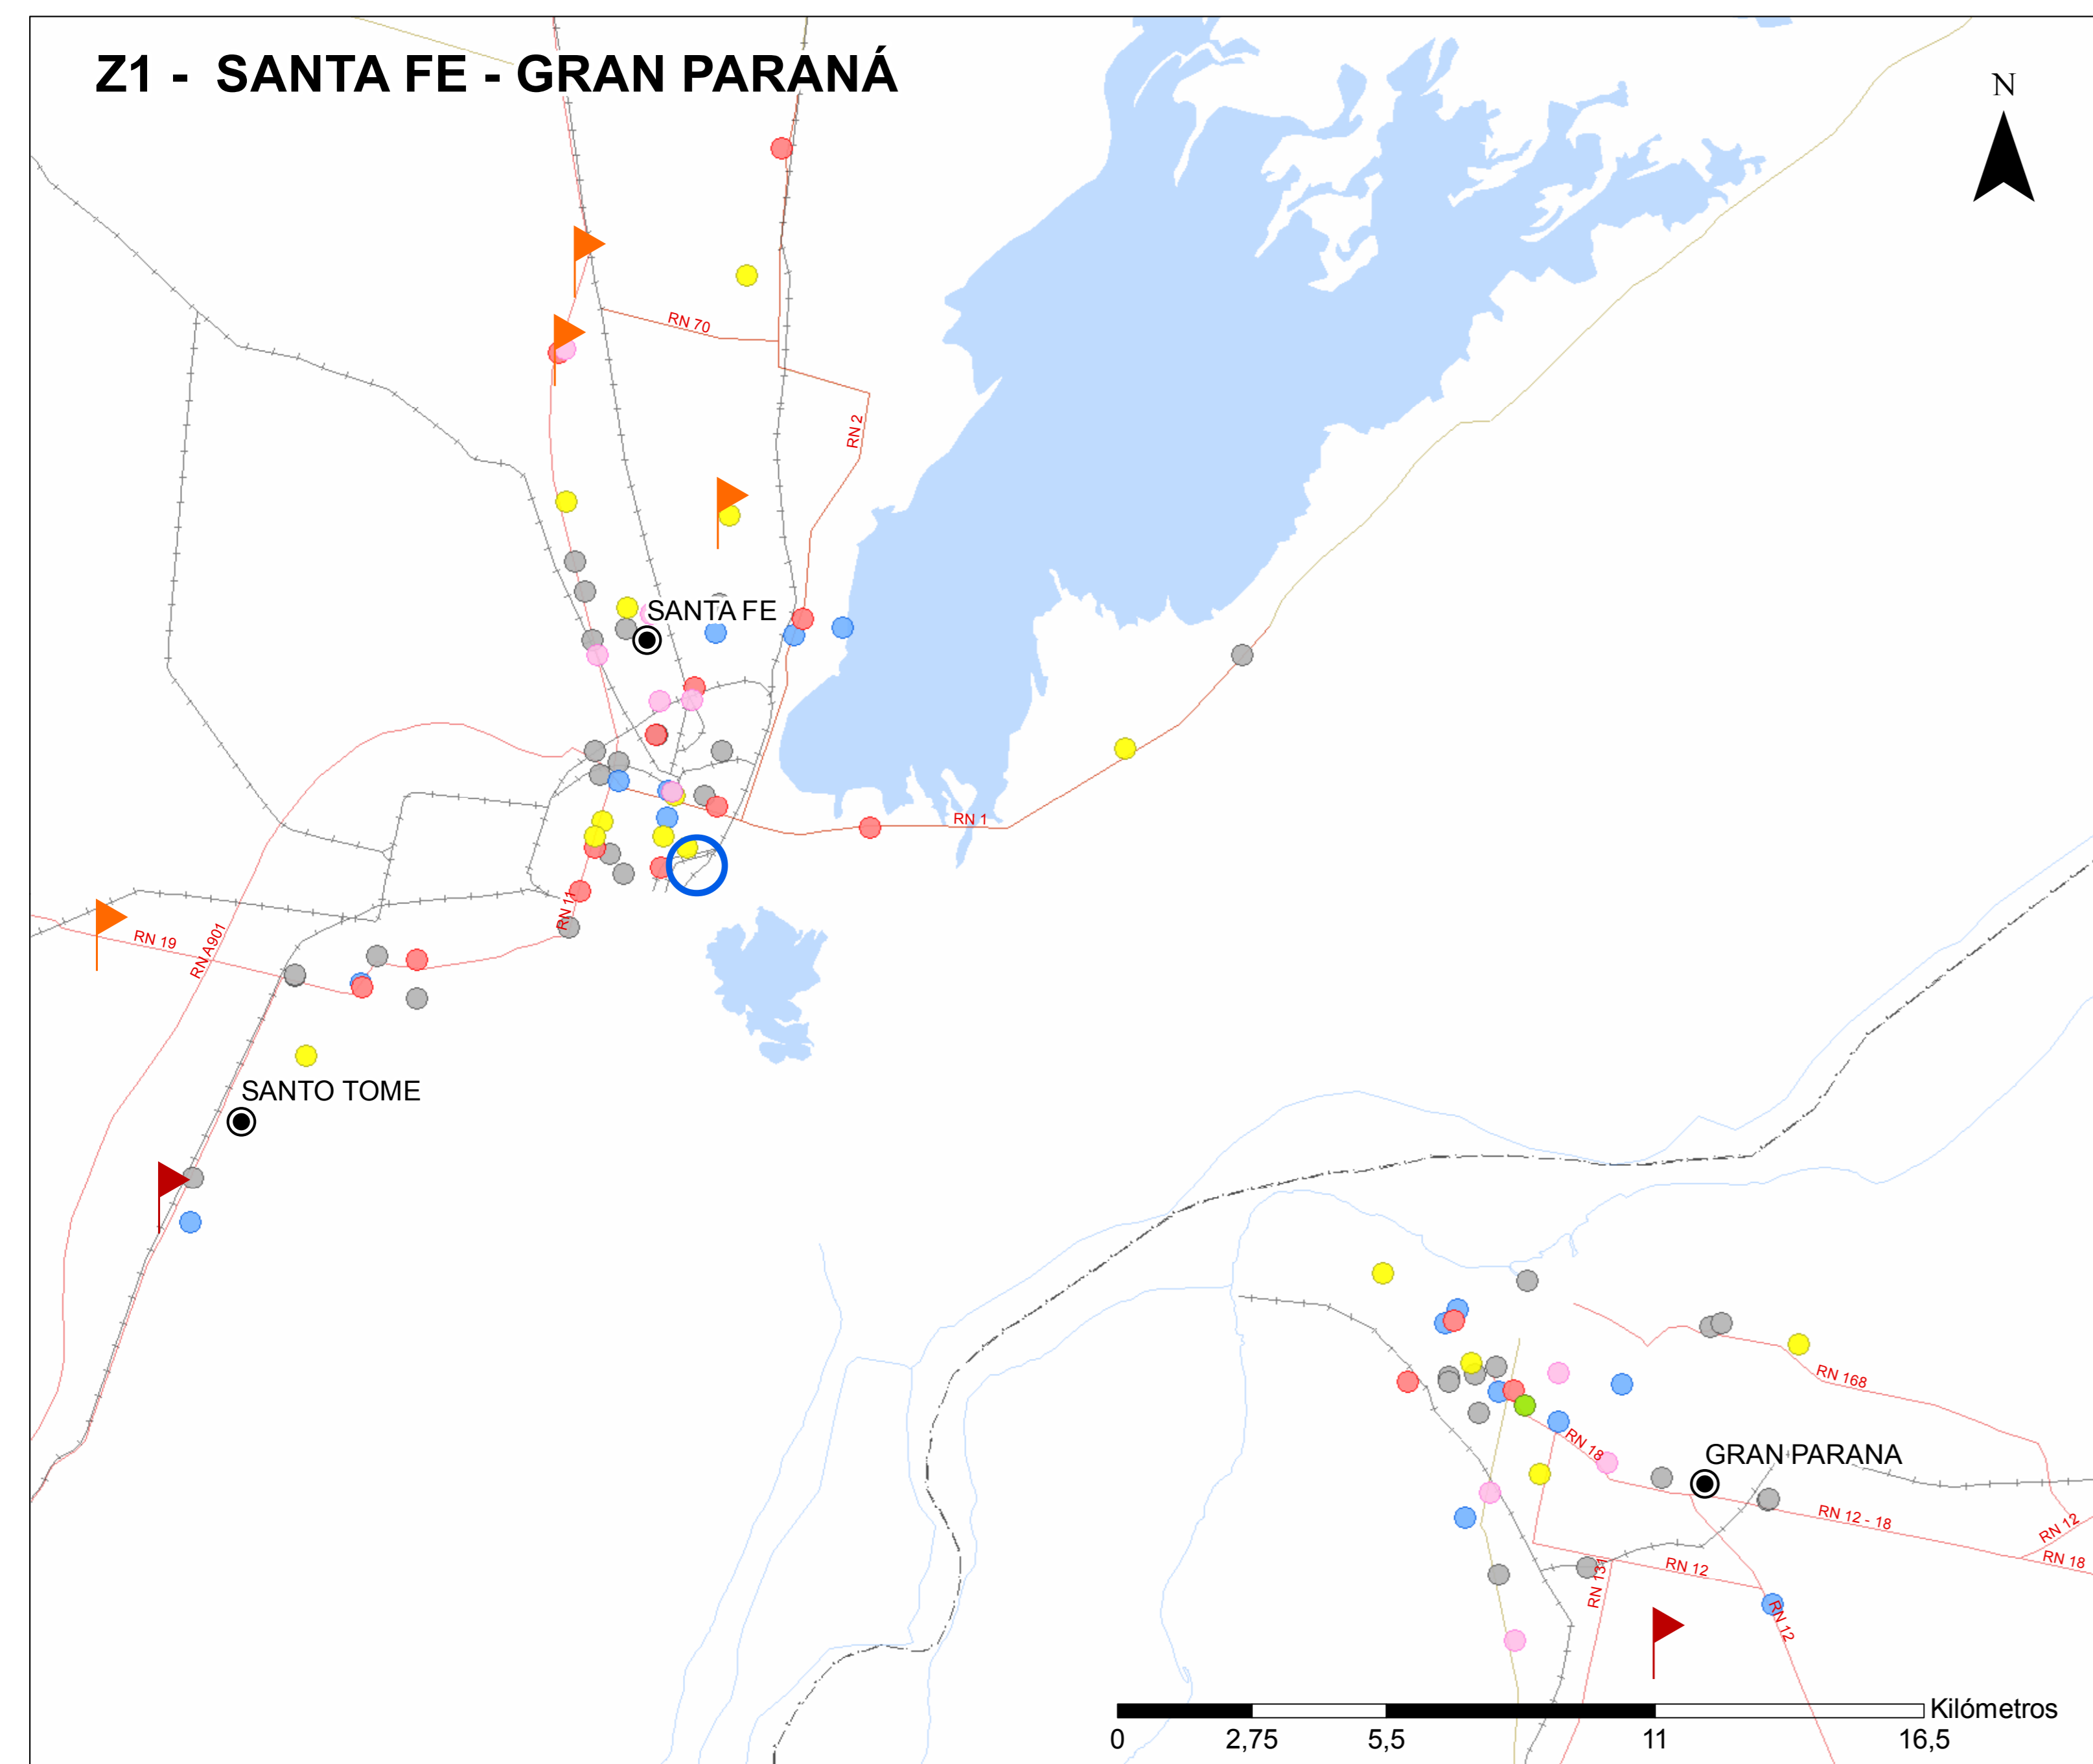 Z1 - SANTA FE - GRAN PARANÁ
N
RN 70
RN 2
SANTA FE
RN 1
RN 11
RN 19
RN A901
SANTO TOME
RN 168
RN 18
GRAN PARANA
RN 12 - 18
RN 12
RN 18
RN 12
RN 131
RN 12
Kilómetros
0 2,75 5,5 11 16,5